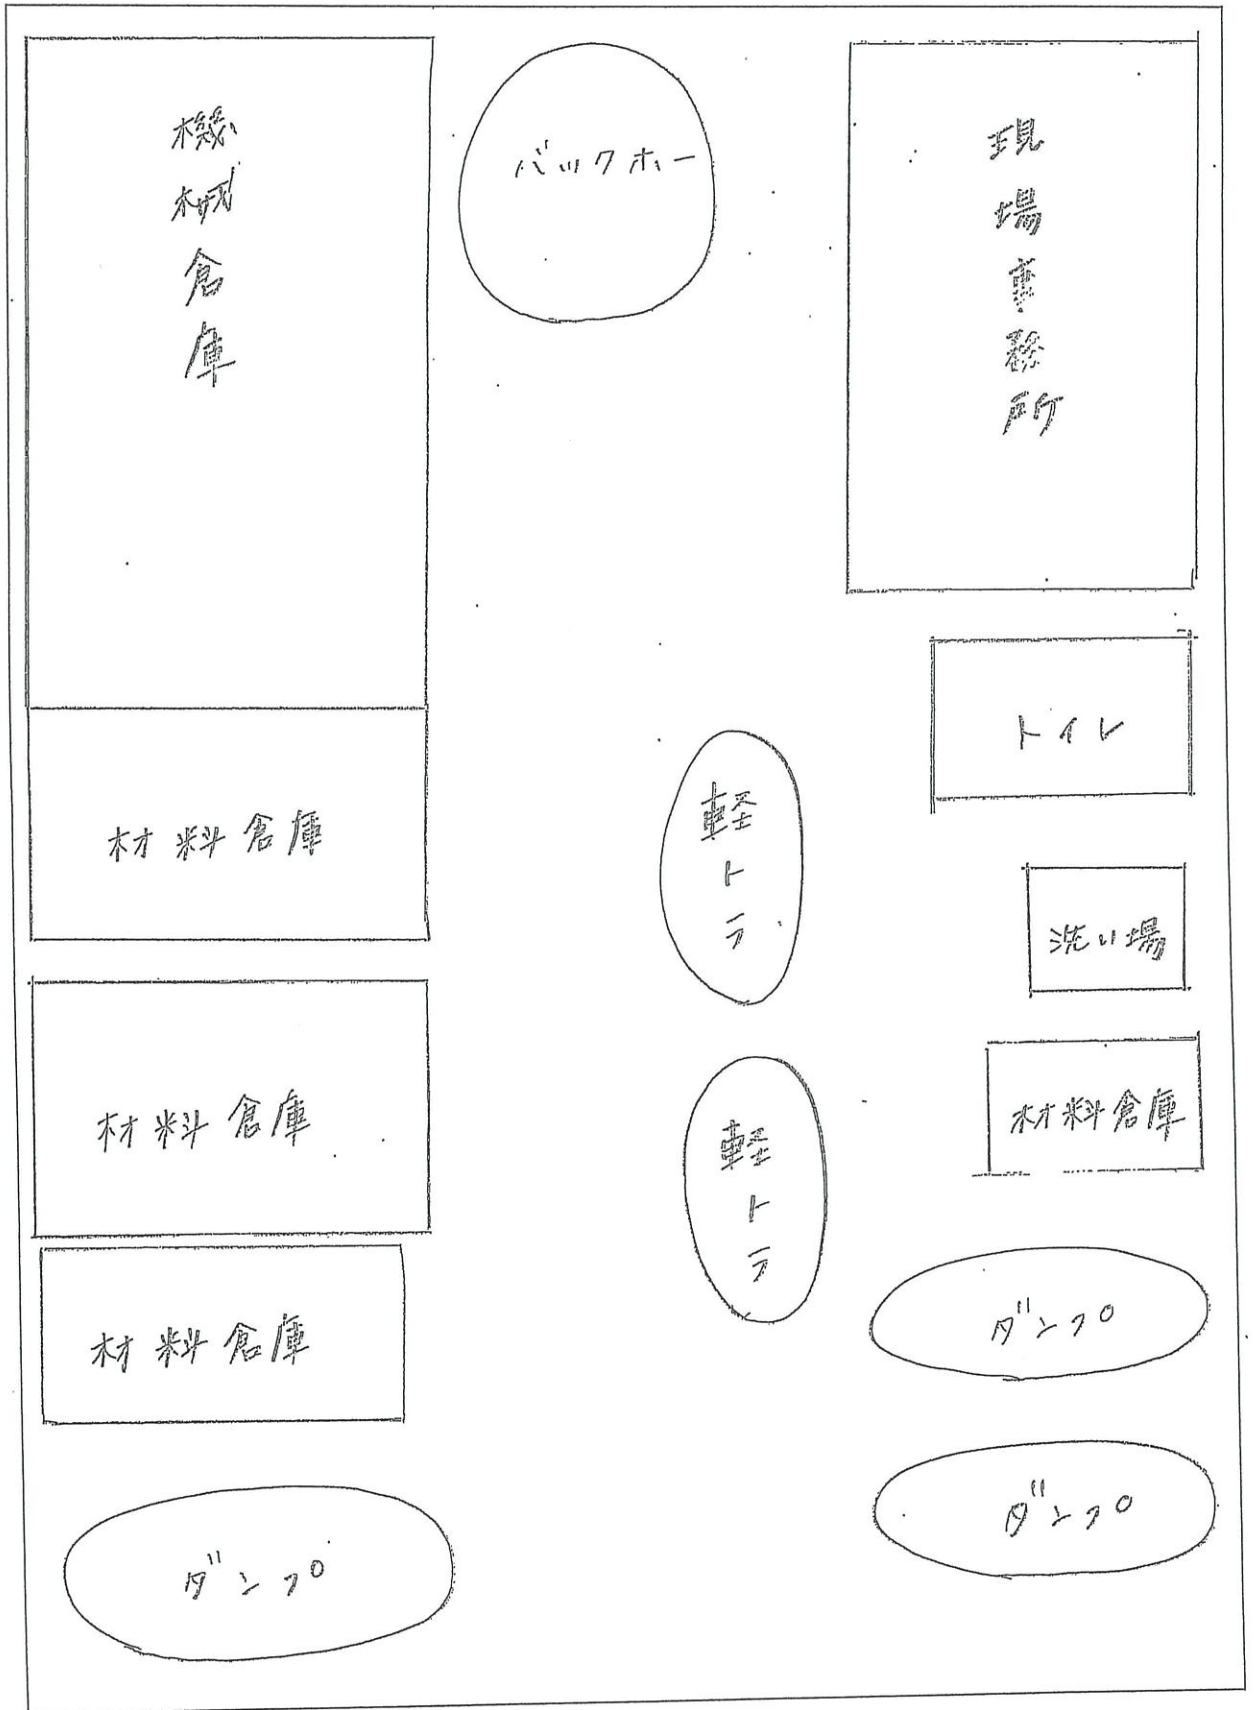 機械倉庫
バックホー
現場事務所
トイレ
材料倉庫
軽トラ
洗い場
材料倉庫
軽トラ
材料倉庫
材料倉庫
ダンプ
ダンプ
ダンプ